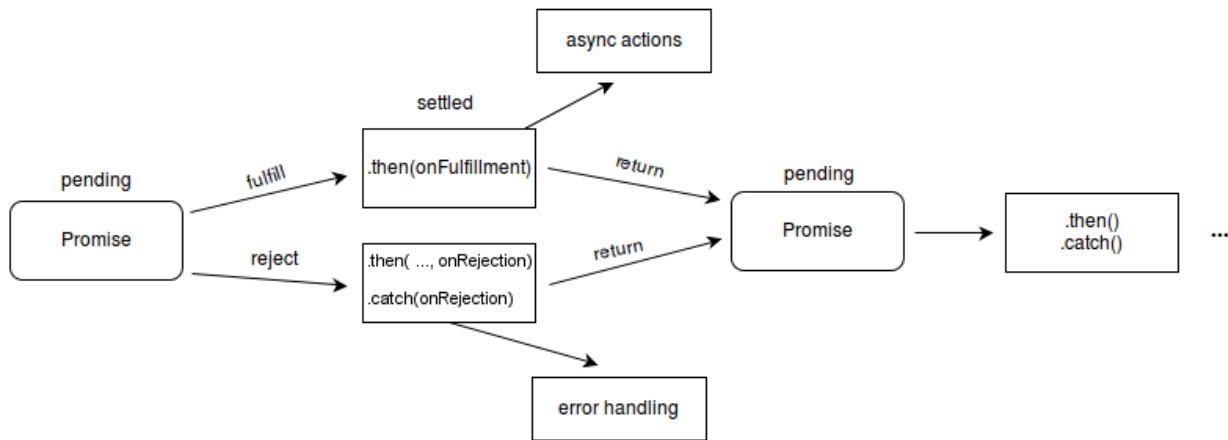 async actions
settled
.then(onFulfillment)
pending
fulfill
return
pending
Promise
Promise
.then()
.catch()
...
reject
.then( ..., onRejection)
.catch(onRejection)
return
error handling